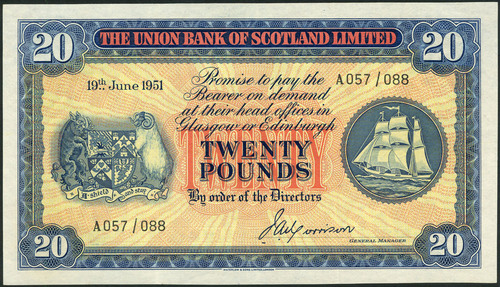 20 THE UNION BANK OF SCOTLAND LIMITED 20
19th. June 1951
Promise to pay the
Bearer on demand
at their head offices in
Glasgow or Edinburgh
A 057 / 088
TWENTY
TWENTY
POUNDS
By order of the Directors
A 057 / 088
GENERAL MANAGER
20 20